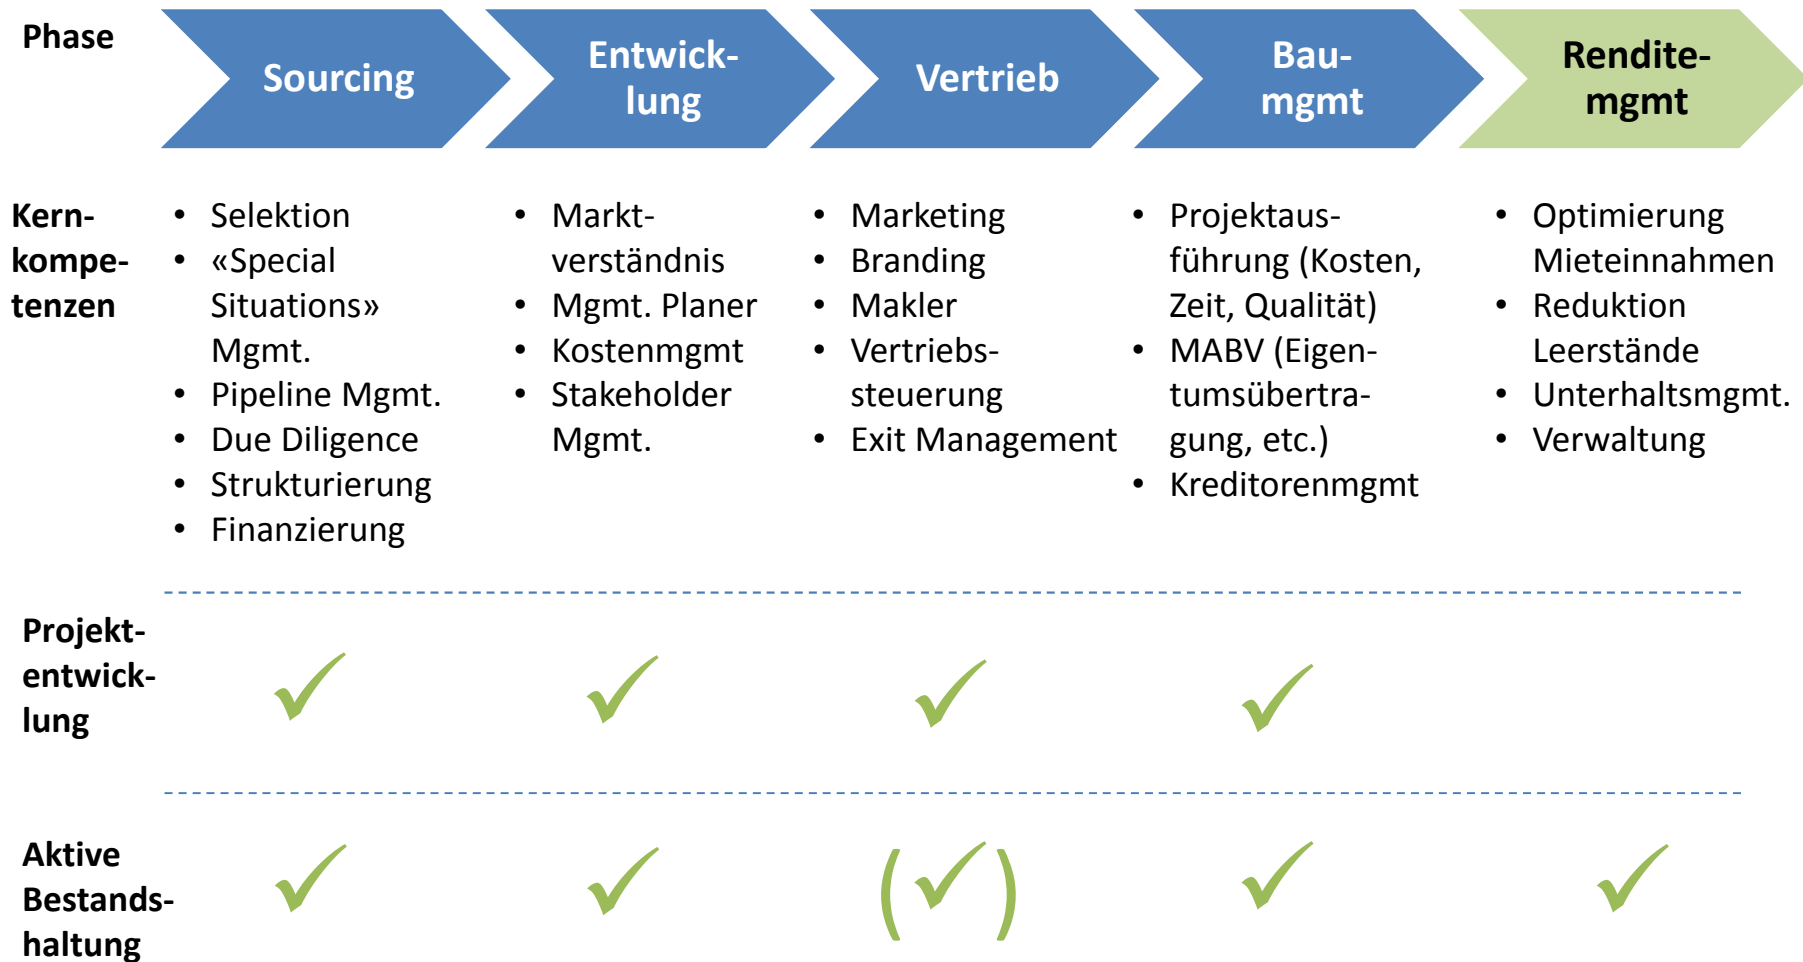 Phase
Sourcing
Entwick-
lung
Vertrieb
Bau-
mgmt
Rendite-
mgmt
Kern-
kompe-
tenzen
• Selektion
• «Special
Situations»
Mgmt.
• Pipeline Mgmt.
• Due Diligence
• Strukturierung
• Finanzierung
• Markt-
verständnis
• Mgmt. Planer
• Kostenmgmt
• Stakeholder
Mgmt.
• Marketing
• Branding
• Makler
• Vertriebs-
steuerung
• Exit Management
• Projektaus-
führung (Kosten,
Zeit, Qualität)
• MABV (Eigen-
tumsübertra-
gung, etc.)
• Kreditorenmgmt
• Optimierung
Mieteinnahmen
• Reduktion
Leerstände
• Unterhaltsmgmt.
• Verwaltung
Projekt-
entwick-
lung
✓ ✓ ✓ ✓
Aktive
Bestands-
haltung
✓ ✓ (✓) ✓ ✓